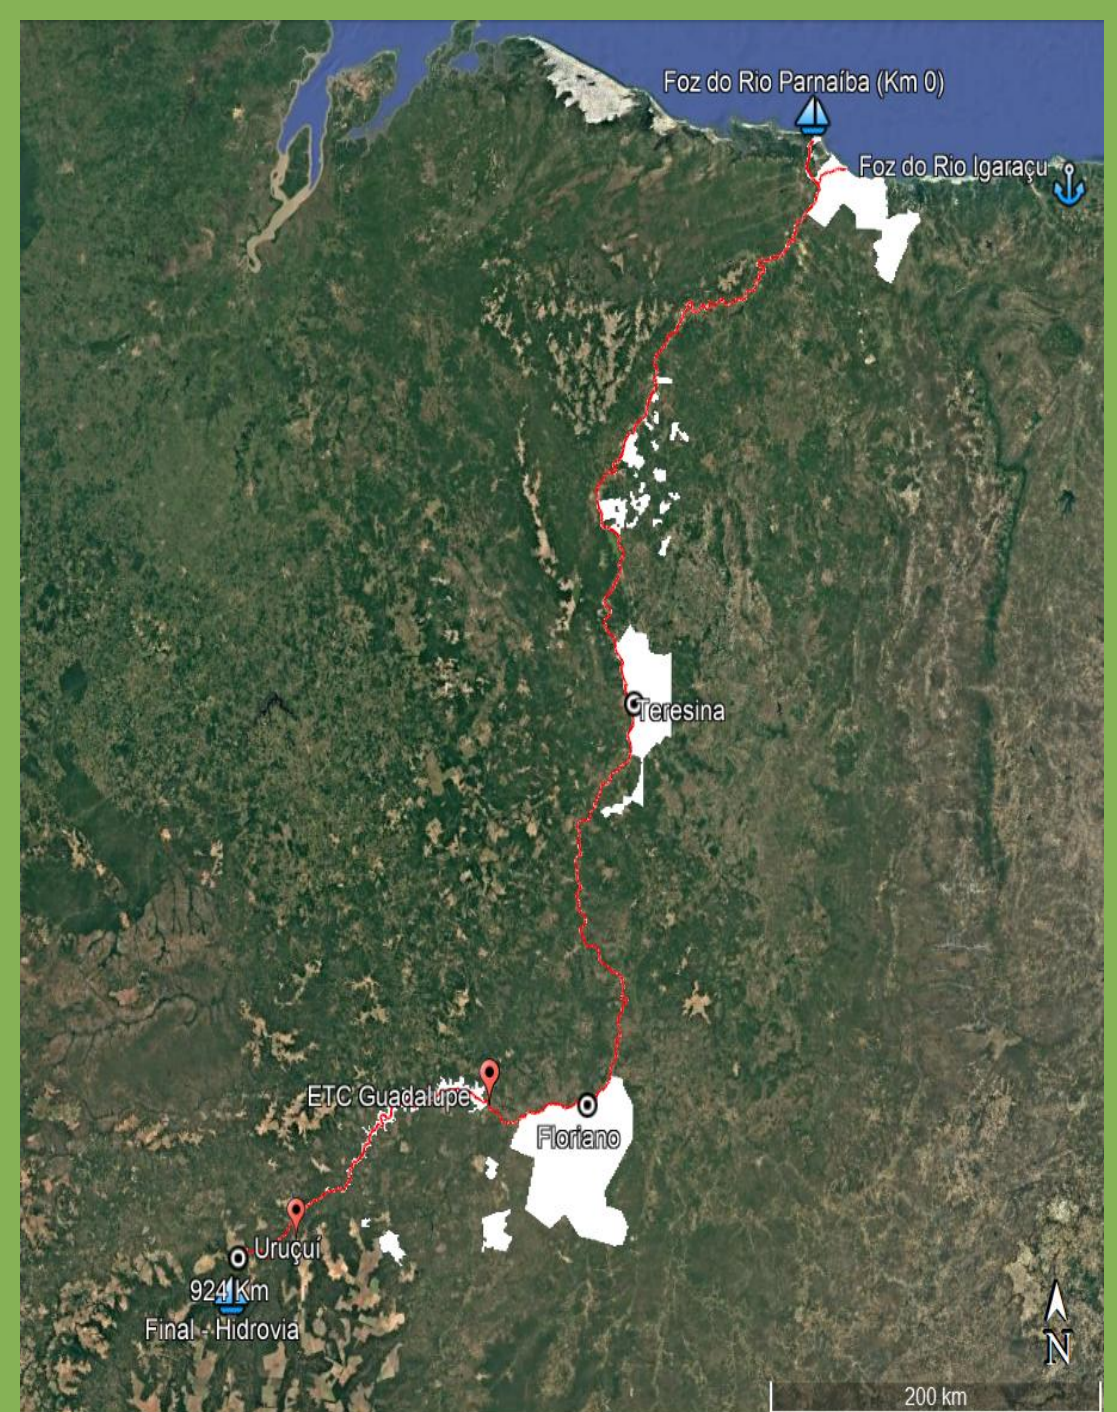 Foz do Rio Parnaíba (Km 0)
Foz do Rio Igaraçu
Teresina
ETC Guadalupe
Floriano
Uruçuí
924 Km
Final - Hidrovia
N
200 km